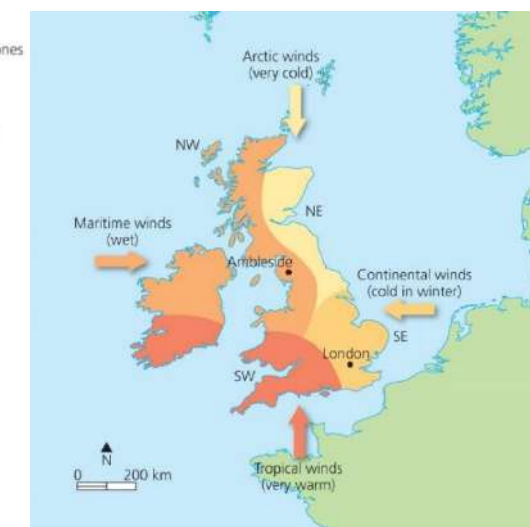 ones
Arctic winds
(very cold)
NW
NE
Maritime winds
(wet)
Ambleside
Continental winds
(cold in winter)
SE
London
SW
N
0 200 km
Tropical winds
(very warm)